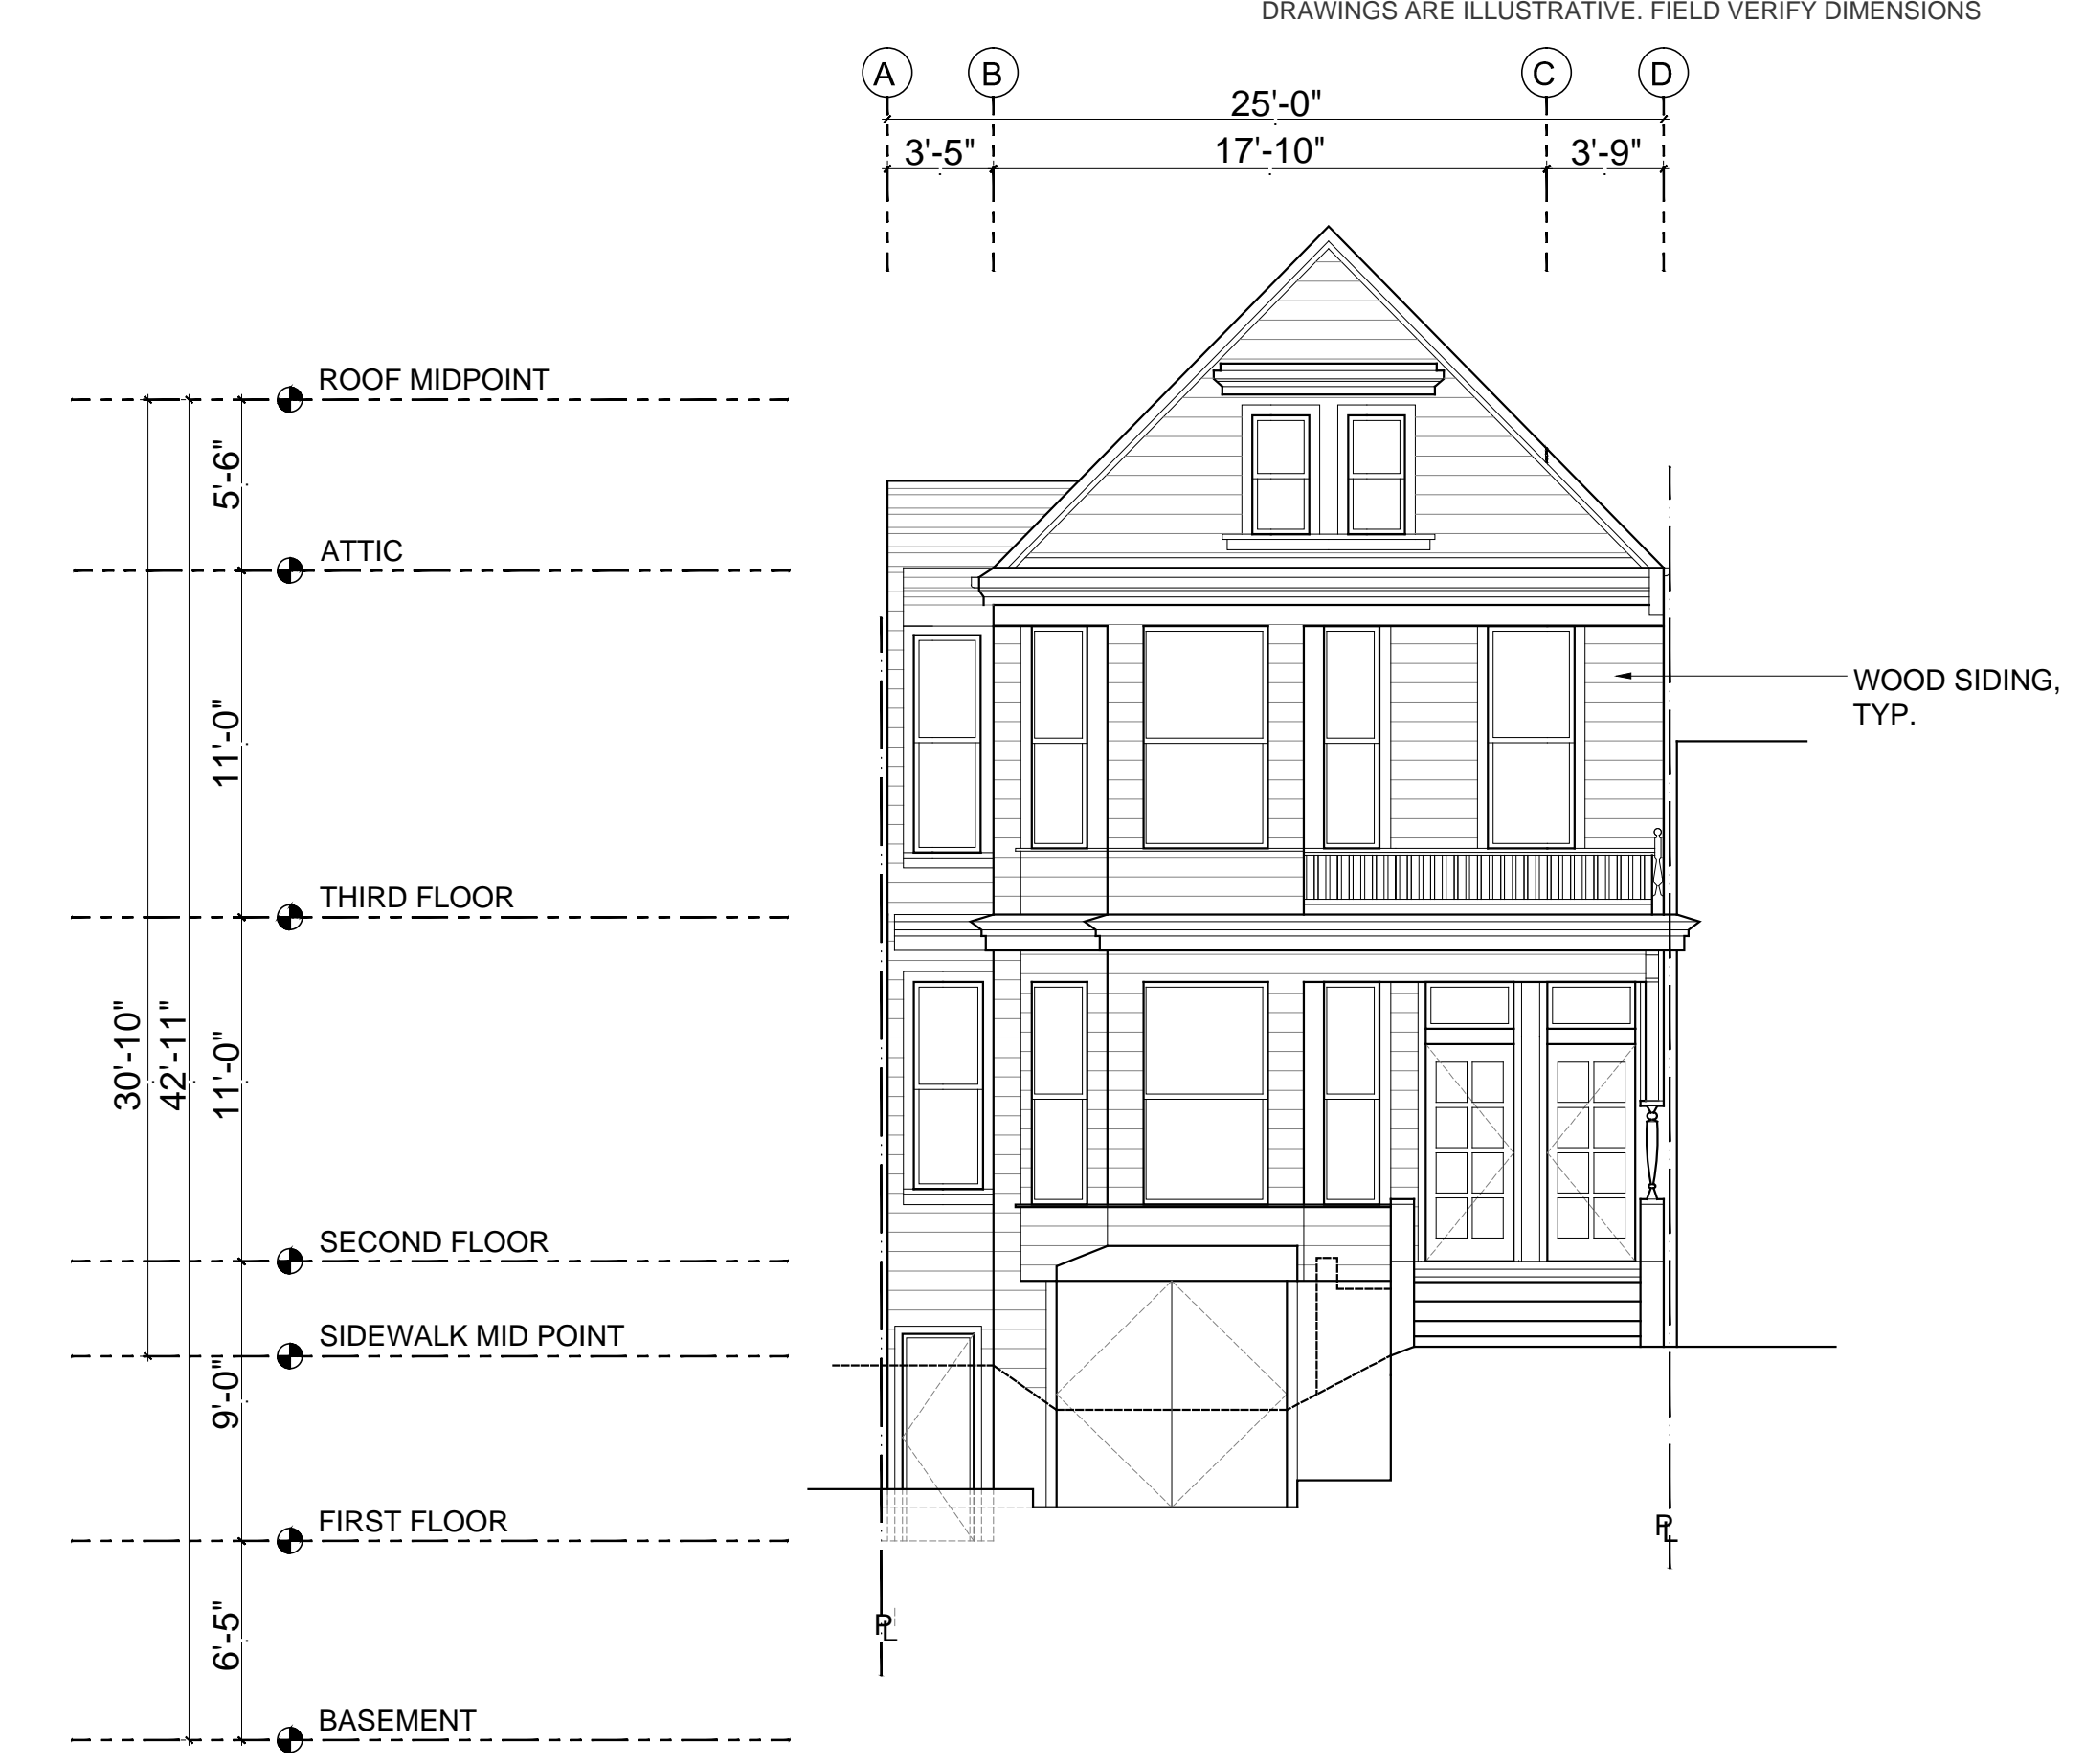 DRAWINGS ARE ILLUSTRATIVE. FIELD VERIFY DIMENSIONS
A B C D
25'-0"
3'-5" 17'-10" 3'-9"
ROOF MIDPOINT
5'-6"
ATTIC
11'-0"
WOOD SIDING,
TYP.
THIRD FLOOR
30'-10"
42'-11"
11'-0"
SECOND FLOOR
SIDEWALK MID POINT
9'-0"
FIRST FLOOR
PL
6'-5"
PL
BASEMENT